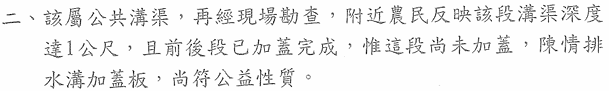 二、該屬公共溝渠，再經現場勘查，附近農民反映該段溝渠深度
達1公尺，且前後段已加蓋完成，惟這段尚未加蓋，陳情排
水溝加蓋板，尚符公益性質。